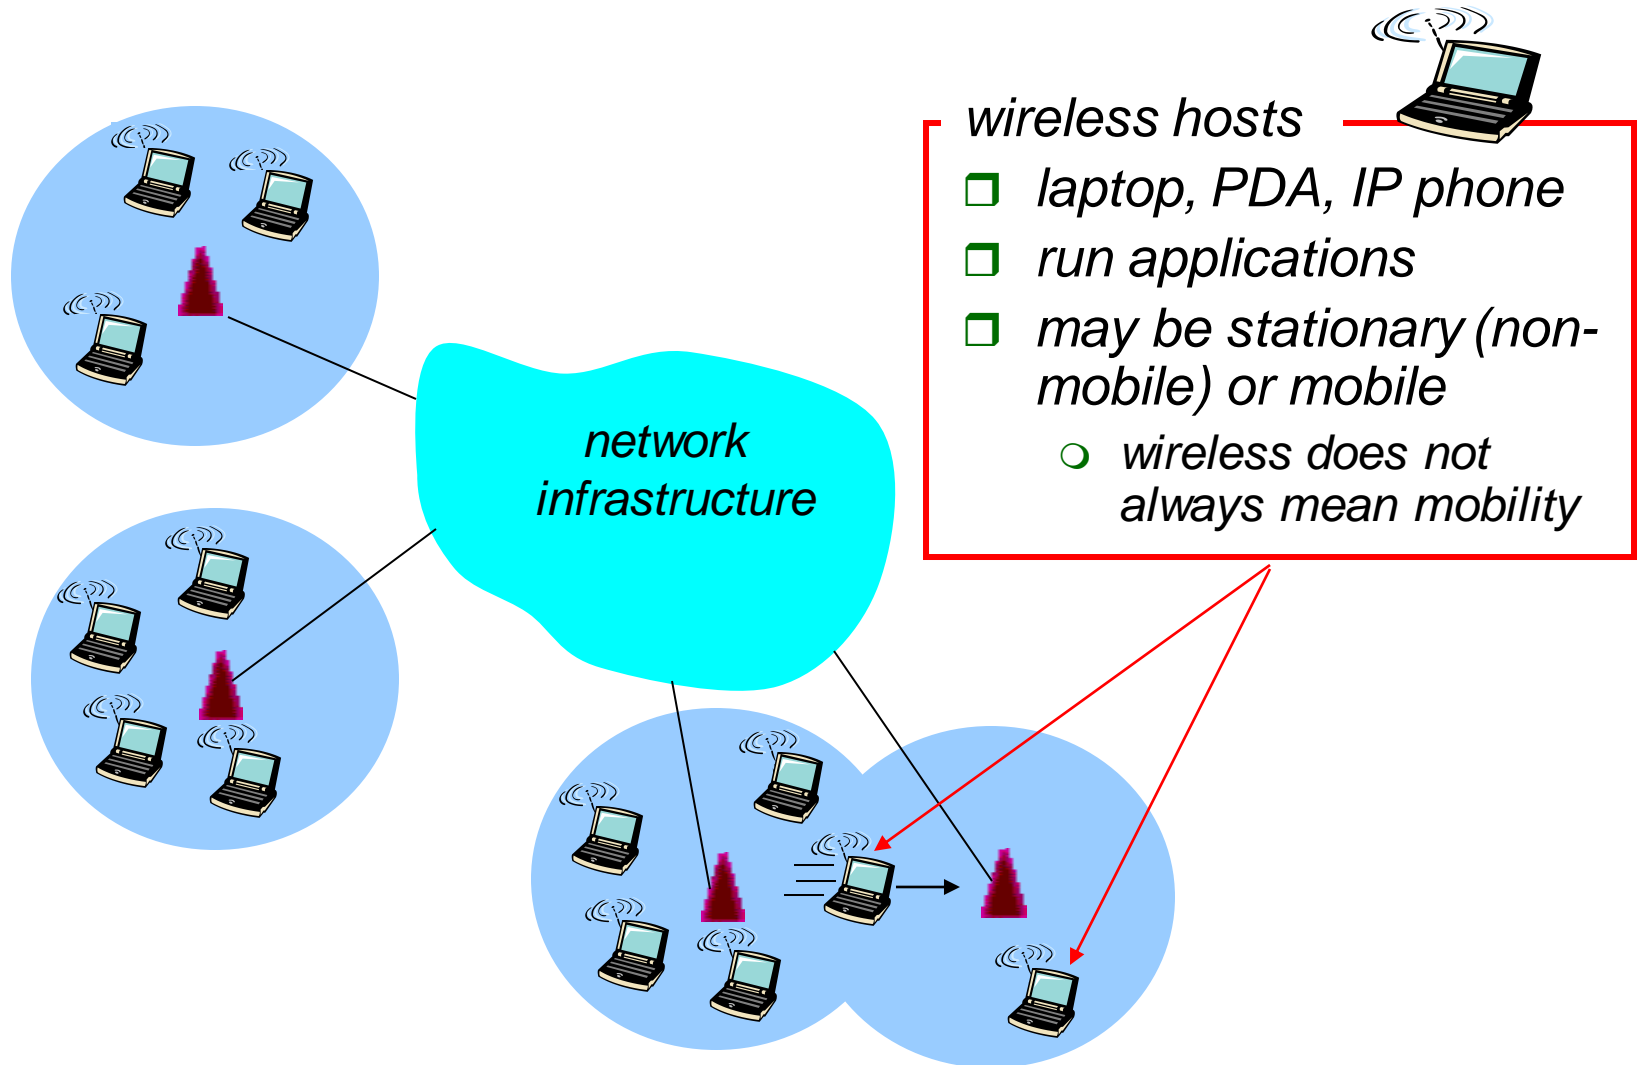 wireless hosts
laptop, PDA, IP phone
run applications
may be stationary (non-
mobile) or mobile
wireless does not
always mean mobility
network
infrastructure